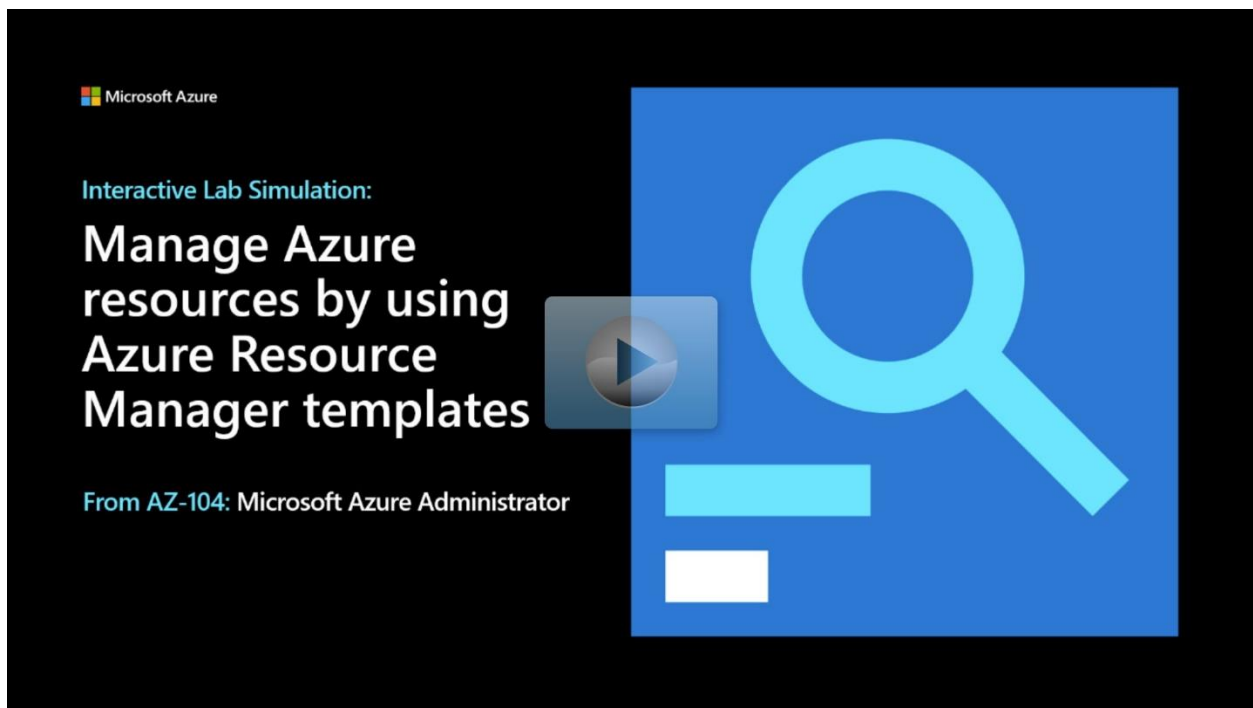 Microsoft Azure
Interactive Lab Simulation:
Manage Azure
resources by using
Azure Resource
Manager templates
From AZ-104: Microsoft Azure Administrator